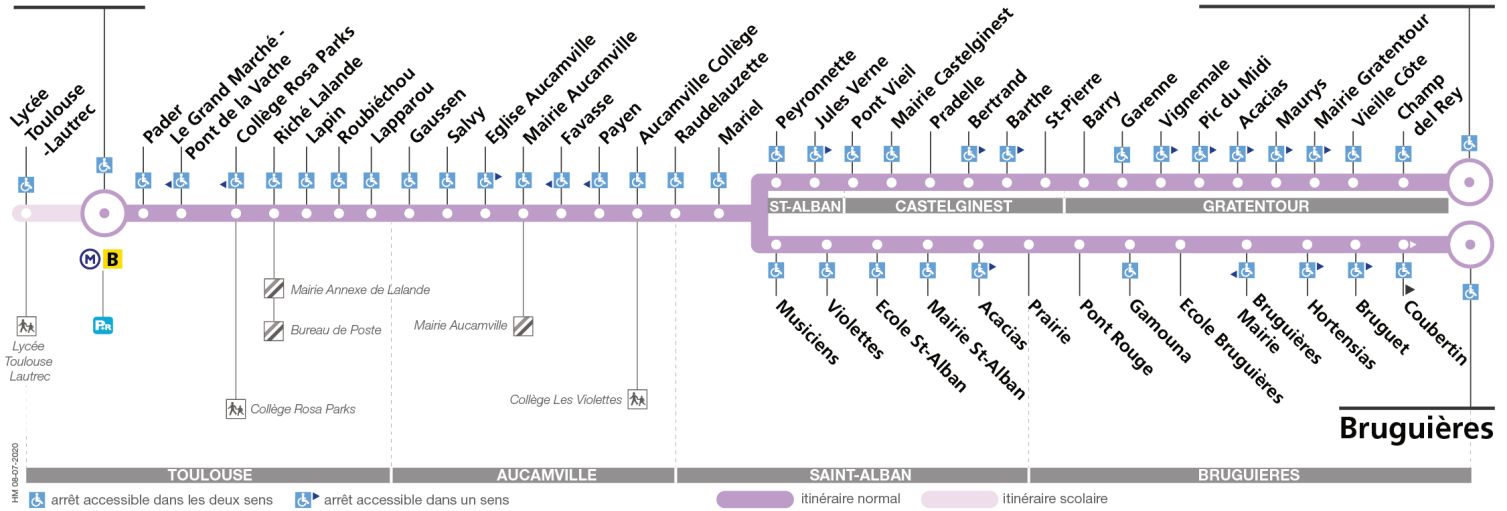 Lycée
Toulouse
-Lautrec
Pader
Le Grand Marché -
Pont de la Vache
Collège Rosa Parks
Riché Lalande
Lapin
Roubiéchou
Lapparou
Gaussen
Salvy
Eglise Aucamville
Mairie Aucamville
Favasse
Payen
Aucamville Collège
Raudelauzette
Mariel
Peyronnette
Jules Verne
Pont Vieil
Mairie Castelginest
Pradelle
Bertrand
Barthe
St-Pierre
Barry
Garenne
Vignemale
Pic du Midi
Acacias
Maurys
Mairie Gratentour
Vieille Côte
Champ
del Rey
ST-ALBAN
CASTELGINEST
GRATENTOUR
M B
P+R
Mairie Annexe de Lalande
Bureau de Poste
Mairie Aucamville
Lycée
Toulouse
Lautrec
Collège Rosa Parks
Collège Les Violettes
Musiciens
Violettes
Ecole St-Alban
Mairie St-Alban
Acacias
Prairie
Pont Rouge
Gamouna
Ecole Bruguières
Bruguières
Mairie
Hortensias
Bruguet
Coubertin
Bruguières
TOULOUSE
AUCAMVILLE
SAINT-ALBAN
BRUGUIERES
HM 08-07-2020
arrêt accessible dans les deux sens
arrêt accessible dans un sens
itinéraire normal
itinéraire scolaire